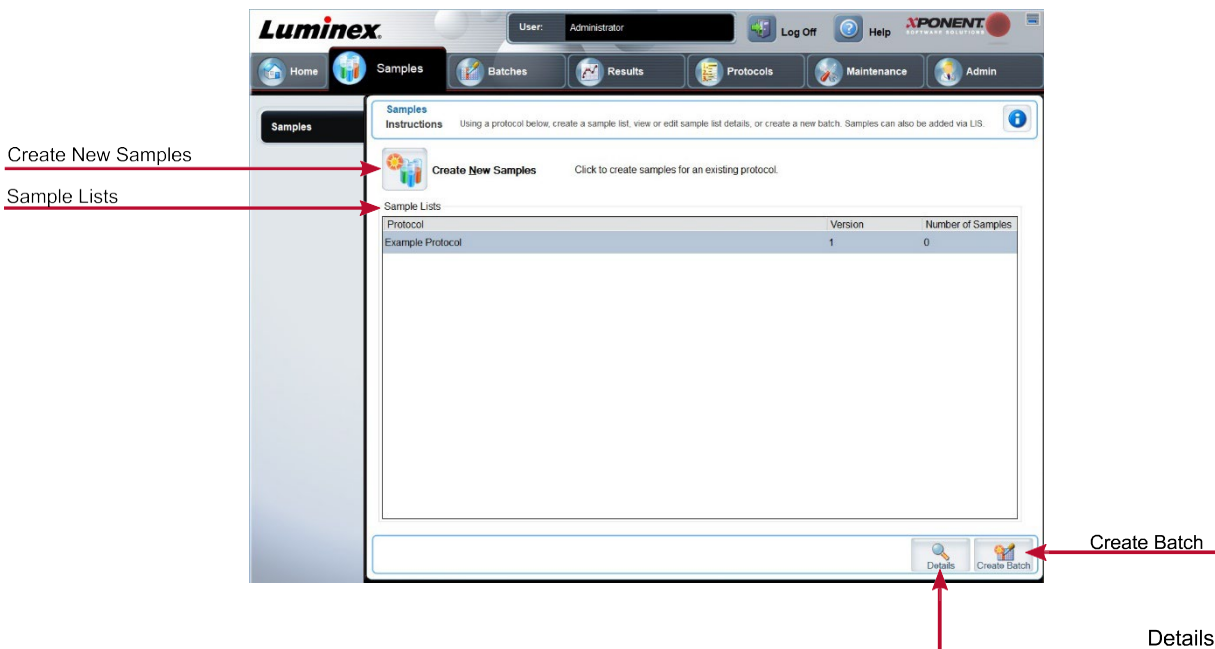 Luminex.
User: Administrator
Log Off
Help
XPONENT.
SOFTWARE SOLUTIONS
Home
Samples
Batches
Results
Protocols
Maintenance
Admin
Samples
Samples
Instructions Using a protocol below, create a sample list, view or edit sample list details, or create a new batch. Samples can also be added via LIS.
Create New Samples
Create New Samples Click to create samples for an existing protocol.
Sample Lists
Sample Lists
Protocol Version Number of Samples
Example Protocol 1 0
Create Batch
Details
Create Batch
Details